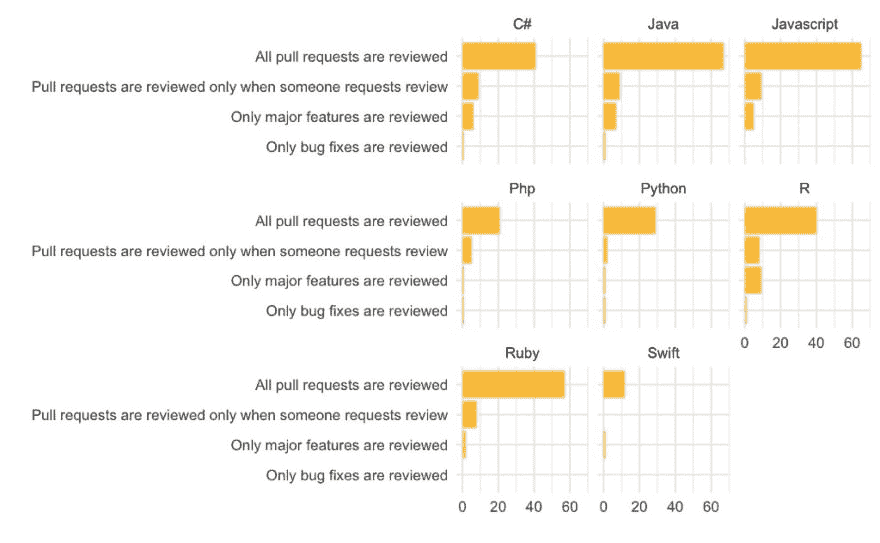 C# Java Javascript
All pull requests are reviewed
Pull requests are reviewed only when someone requests review
Only major features are reviewed
Only bug fixes are reviewed
Php Python R
All pull requests are reviewed
Pull requests are reviewed only when someone requests review
Only major features are reviewed
Only bug fixes are reviewed
0 20 40 60
Ruby Swift
All pull requests are reviewed
Pull requests are reviewed only when someone requests review
Only major features are reviewed
Only bug fixes are reviewed
0 20 40 60 0 20 40 60